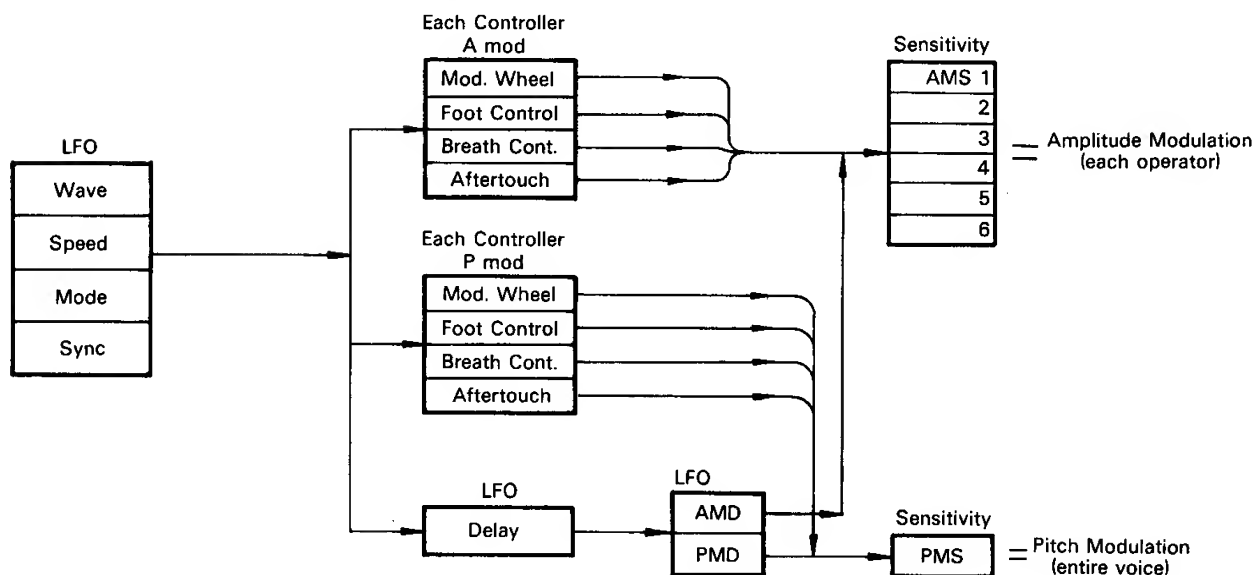 Each Controller
A mod
Mod. Wheel
Foot Control
Breath Cont.
Aftertouch
Sensitivity
AMS 1
2
3
4
5
6
= Amplitude Modulation
(each operator)
LFO
Wave
Speed
Mode
Sync
Each Controller
P mod
Mod. Wheel
Foot Control
Breath Cont.
Aftertouch
LFO
Delay
LFO
AMD
PMD
Sensitivity
PMS
= Pitch Modulation
(entire voice)